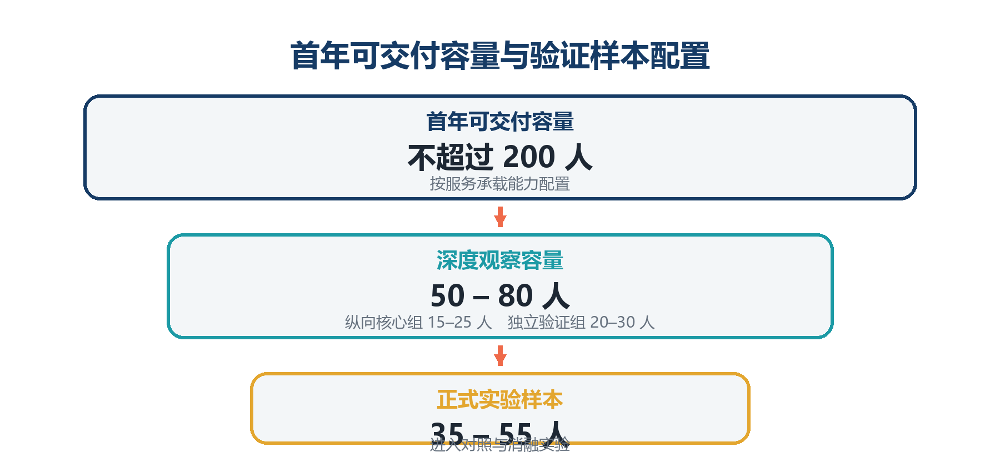 首年可交付容量与验证样本配置
首年可交付容量
不超过 200 人
按服务承载能力配置
深度观察容量
50 – 80 人
纵向核心组 15–25 人　独立验证组 20–30 人
正式实验样本
35 – 55 人
进入对照与消融实验